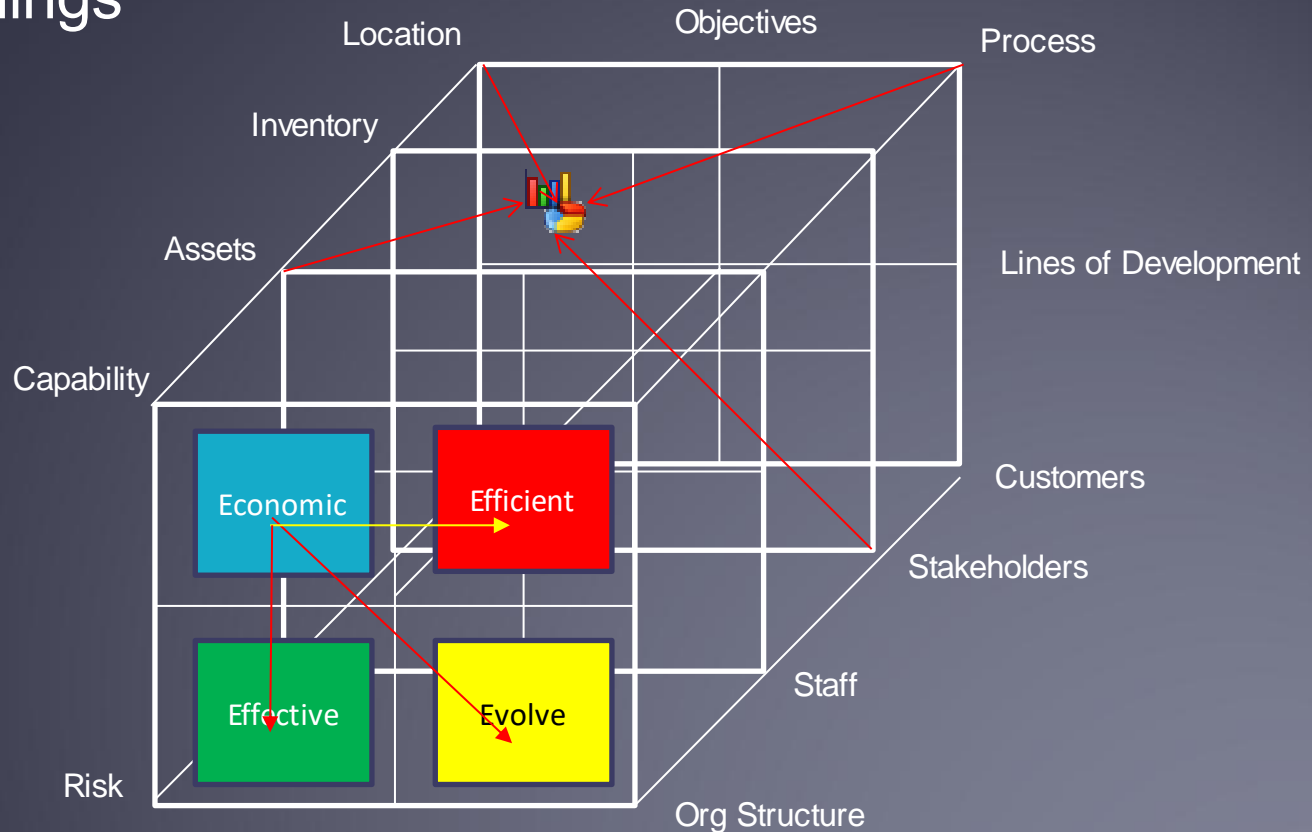 Location
Objectives
Process
Inventory
Assets
Lines of Development
Capability
Customers
Economic
Efficient
Stakeholders
Staff
Effective
Evolve
Risk
Org Structure